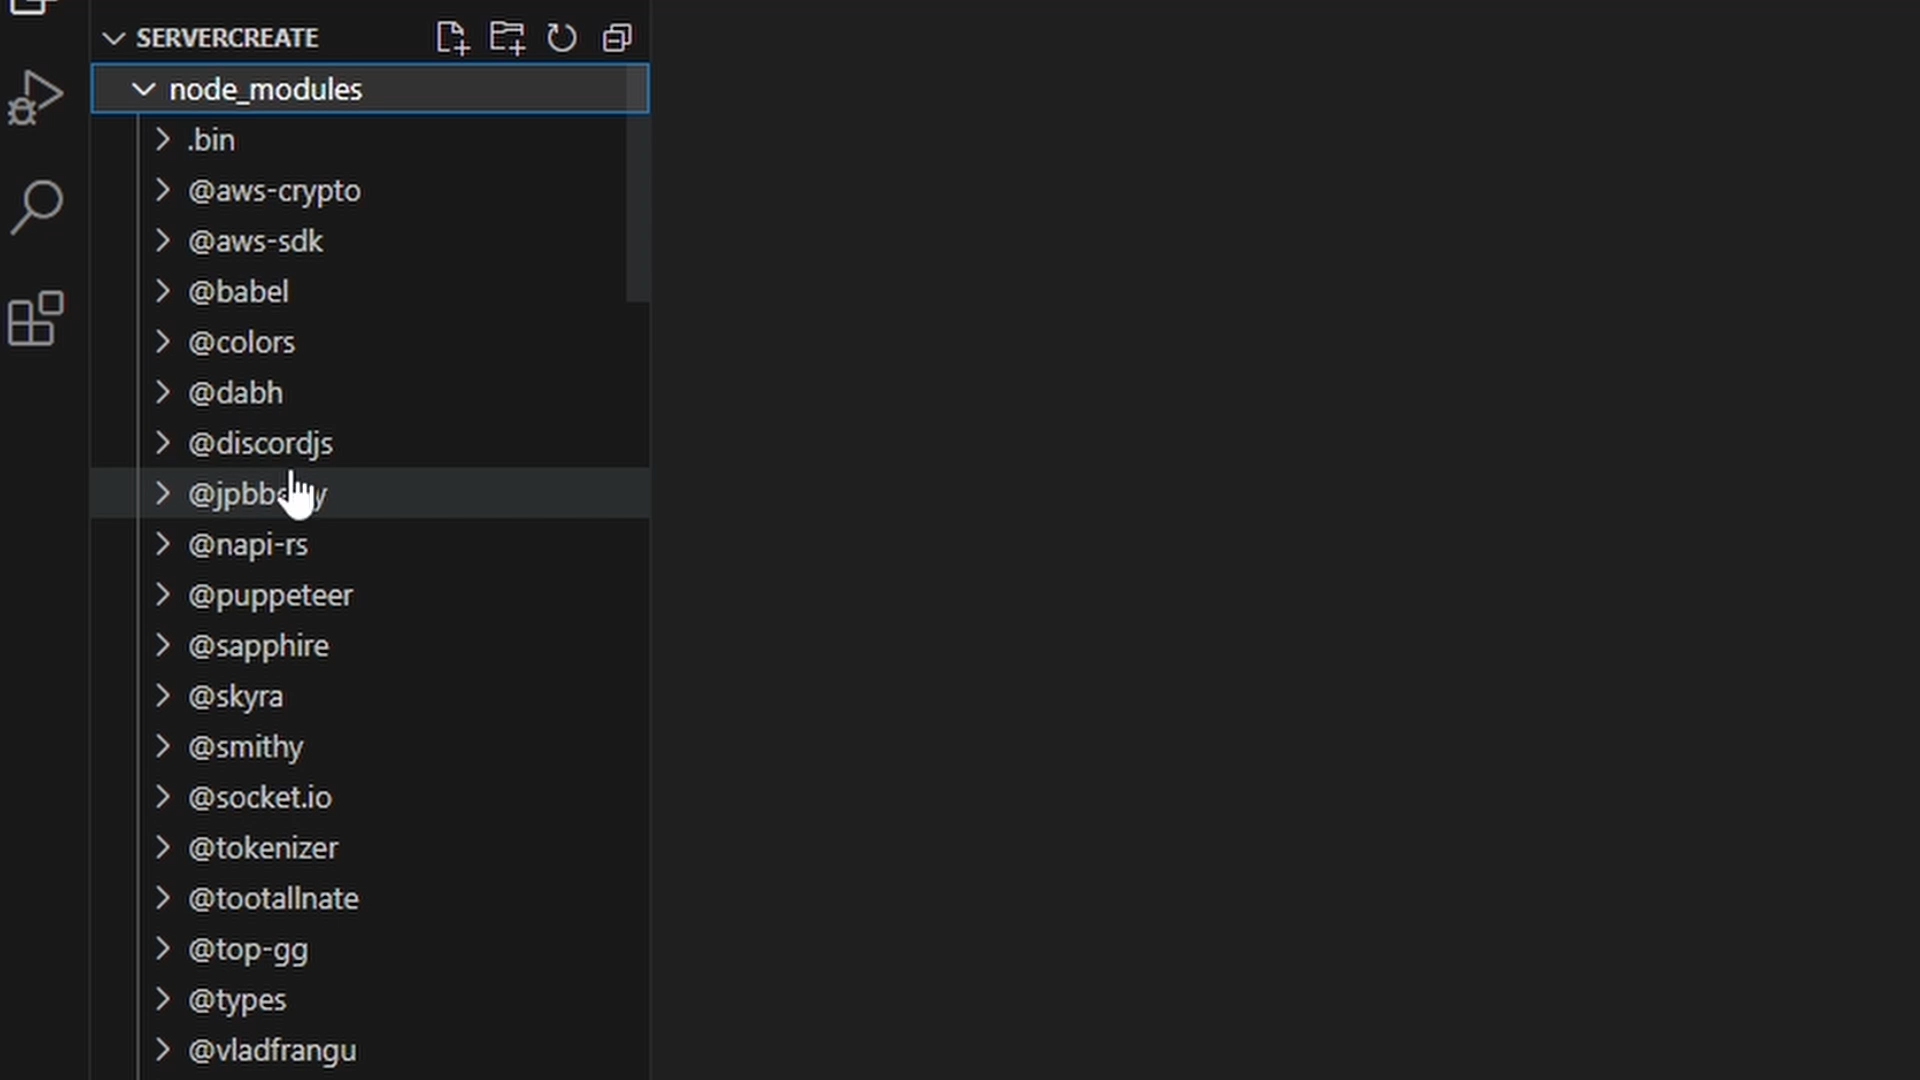 SERVERCREATE
node_modules
.bin
@aws-crypto
@aws-sdk
@babel
@colors
@dabh
@discordjs
@napi-rs
@puppeteer
@sapphire
@skyra
@smithy
@socket.io
@tokenizer
@tootallnate
@top-gg
@types
@vladfrangu